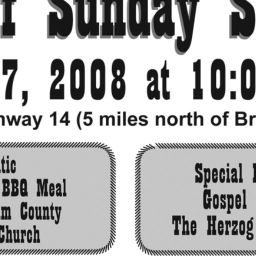 f Sunday S
7, 2008 at 10:0
hway 14 (5 miles north of Br
tic
BBQ Meal
m County
Church
Special
Gospel
The Herzog